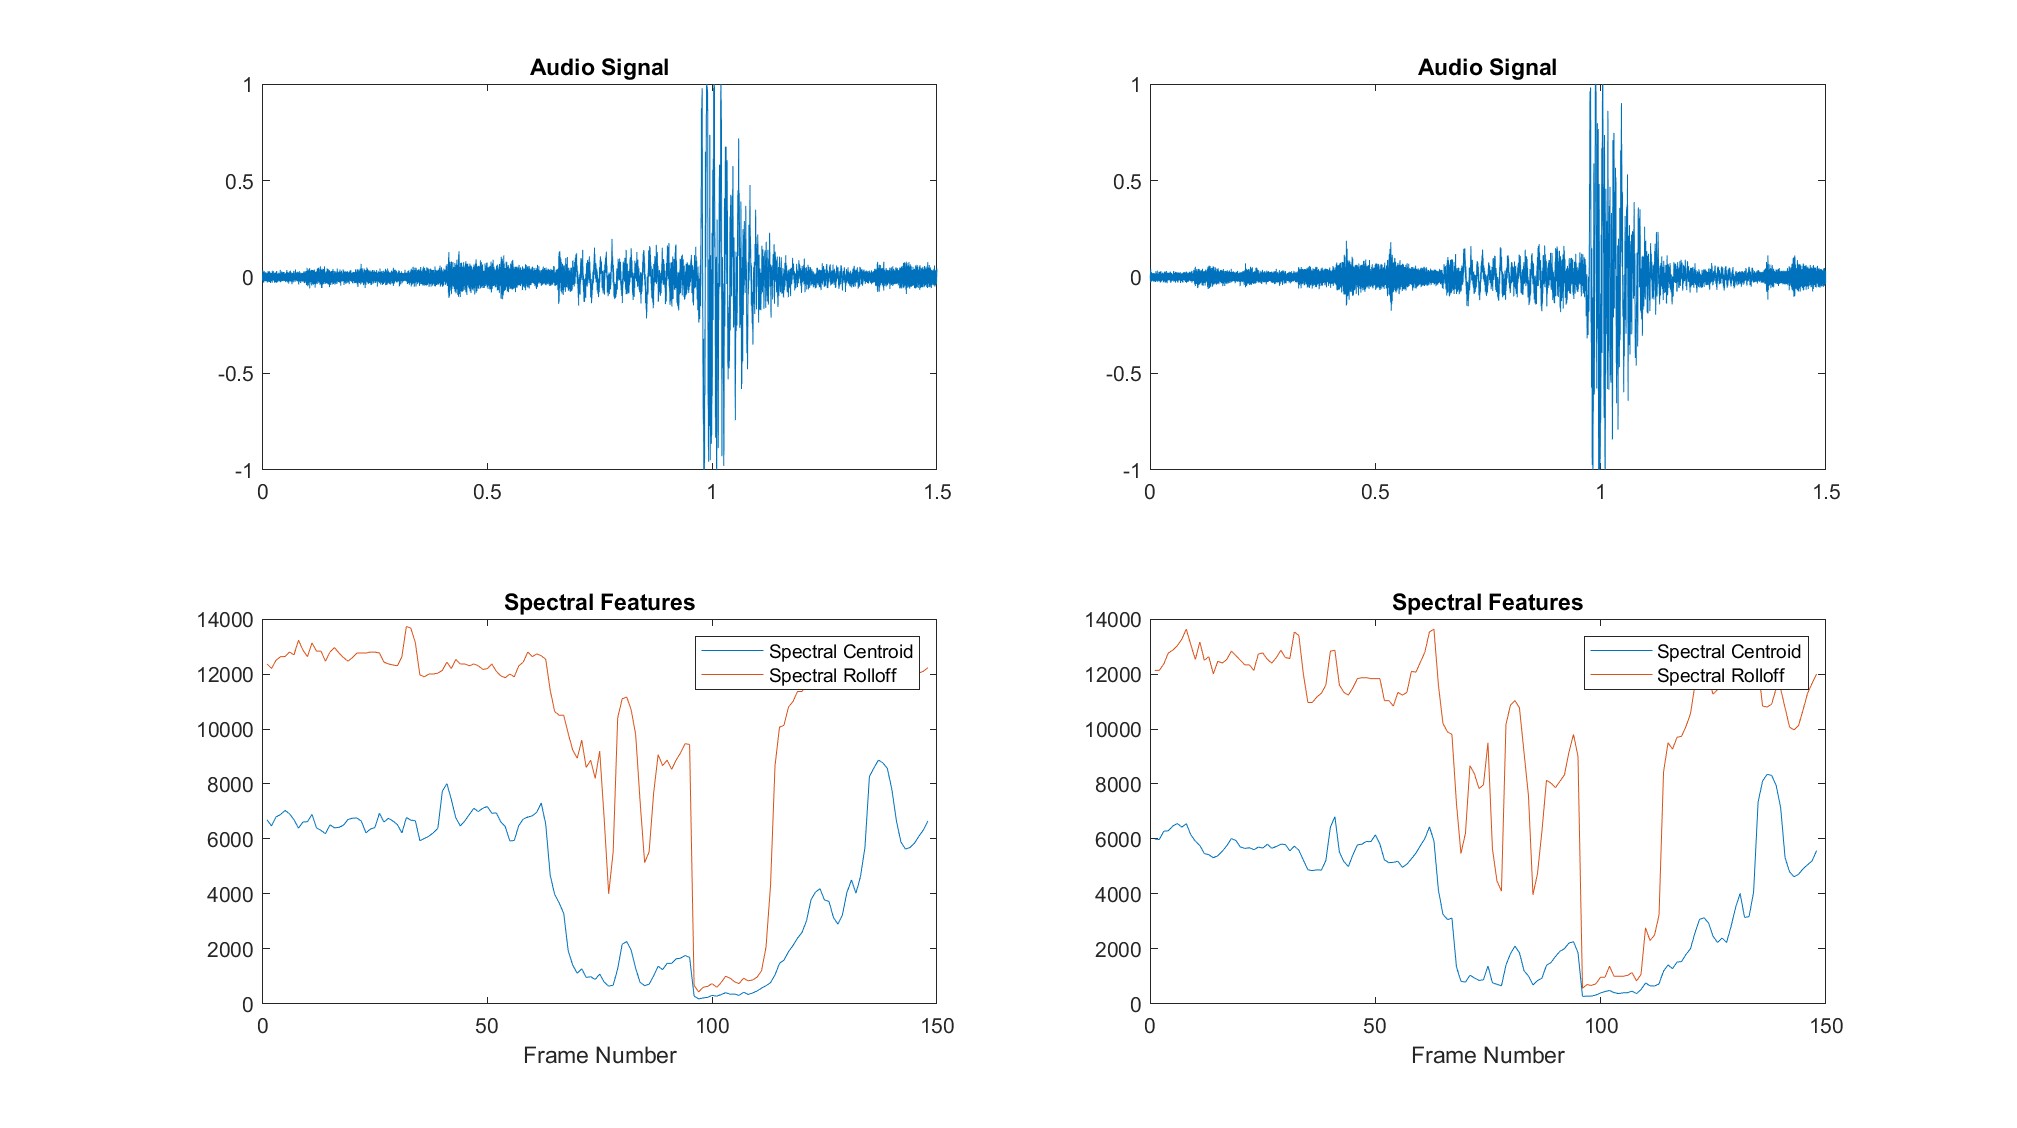 Audio Signal
1
0.5
0
-0.5
-1
0 0.5 1 1.5
Audio Signal
1
0.5
0
-0.5
-1
0 0.5 1 1.5
Spectral Features
14000
12000
10000
8000
6000
4000
2000
0
Spectral Centroid
Spectral Rolloff
0 50 100 150
Frame Number
Spectral Features
14000
12000
10000
8000
6000
4000
2000
0
Spectral Centroid
Spectral Rolloff
0 50 100 150
Frame Number